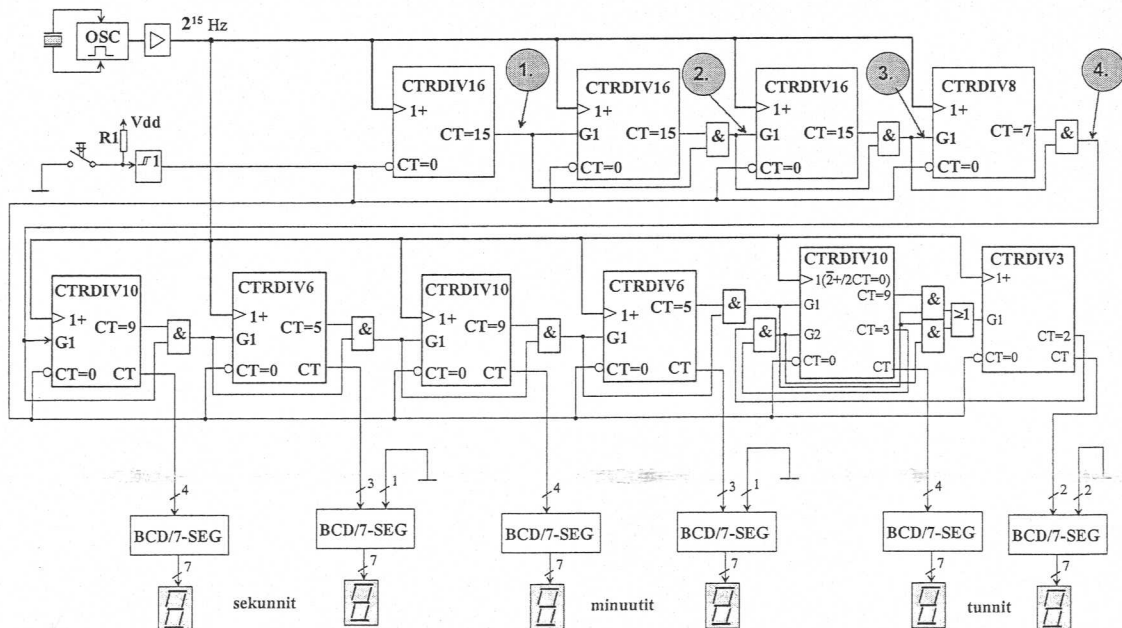 2¹⁵ Hz
OSC
1.
2.
3.
4.
CTRDIV16
1+
CT=15
CT=0
CTRDIV16
1+
CT=15
G1
CT=0
&
CTRDIV16
1+
CT=15
G1
CT=0
&
CTRDIV8
1+
CT=7
G1
CT=0
&
Vdd
R1
1
CTRDIV10
1+
CT=9
G1
CT=0
CT
&
CTRDIV6
1+
CT=5
G1
CT=0
CT
&
CTRDIV10
1+
CT=9
G1
CT=0
CT
&
CTRDIV6
1+
CT=5
G1
CT=0
CT
&
&
CTRDIV10
1(2̅+/2CT=0)
CT=9
G1
CT=3
G2
CT
CT=0
&
&
≥1
CTRDIV3
1+
G1
CT=2
CT=0
CT
4
3
1
4
3
1
4
2
2
BCD/7-SEG
BCD/7-SEG
BCD/7-SEG
BCD/7-SEG
BCD/7-SEG
BCD/7-SEG
7
7
7
7
7
7
sekunnit
minuutit
tunnit